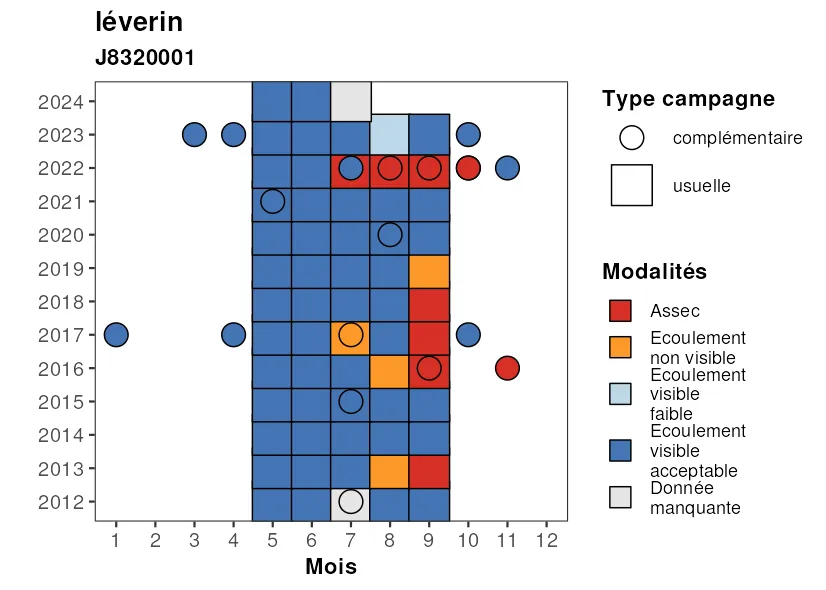 léverin
J8320001
2024
2023
2022
2021
2020
2019
2018
2017
2016
2015
2014
2013
2012
1 2 3 4 5 6 7 8 9 10 11 12
Mois
Type campagne
complémentaire
usuelle
Modalités
Assec
Ecoulement
non visible
Ecoulement
visible
faible
Ecoulement
visible
acceptable
Donnée
manquante